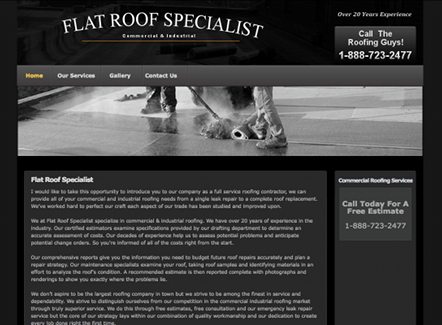 FLAT ROOF SPECIALIST
Commercial & Industrial
Over 20 Years Experience
Call The
Roofing Guys!
1-888-723-2477
Home Our Services Gallery Contact Us
Flat Roof Specialist
I would like to take this opportunity to introduce you to our company as a full service roofing contractor, we can
provide all of your commercial and industrial roofing needs from a single leak repair to a complete roof replacement.
We've worked hard to perfect our craft each aspect of our trade has been studied and improved upon.
We at Flat Roof Specialist specialize in commercial & industrial roofing. We have over 20 years of experience in the
industry. Our certified estimators examine specifications provided by our drafting department to determine an
accurate assessment of costs. Our decades of experience help us to assess potential problems and anticipate
potential change orders. So you're informed of all of the costs right from the start.
Our comprehensive reports give you the information you need to budget future roof repairs accurately and plan a
repair strategy. Our maintenance specialists examine your roof, taking roof samples and identifying materials in an
effort to analyze the roof's condition. A recommended estimate is then reported complete with photographs and
renderings to show you exactly where the problems lie.
We don't aspire to be the largest roofing company in town but we strive to be among the finest in service and
dependability. We strive to distinguish ourselves from our competition in the commercial industrial roofing market
through truly superior service. We do this through free estimates, free consultation and our emergency leak repair
service but the core of our strategy lays within our combination of quality workmanship and our dedication to create
every job done right the first time.
Commercial Roofing Services
Call Today For A
Free Estimate
1-888-723-2477